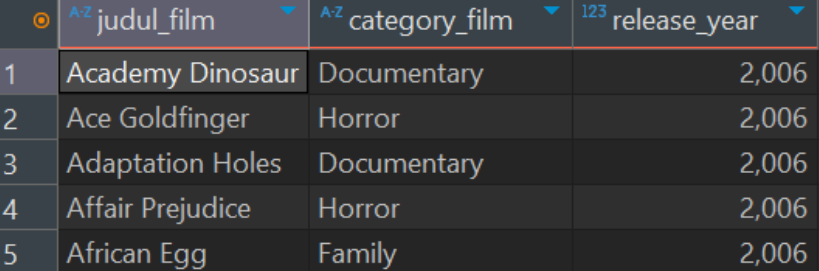 A-Z judul_film A-Z category_film 123 release_year
1 Academy Dinosaur Documentary 2,006
2 Ace Goldfinger Horror 2,006
3 Adaptation Holes Documentary 2,006
4 Affair Prejudice Horror 2,006
5 African Egg Family 2,006